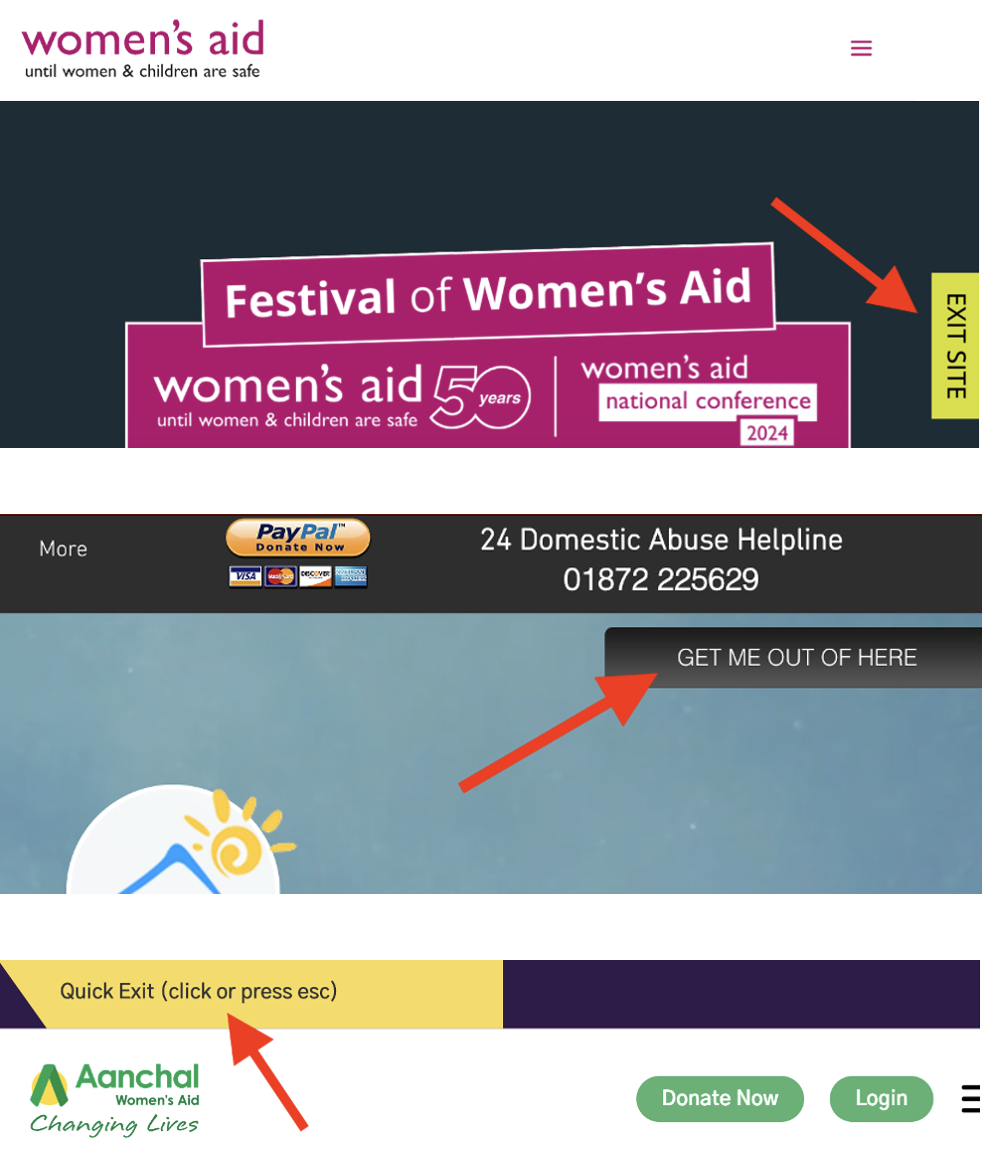 women's aid
until women & children are safe
Festival of Women's Aid
women's aid 50 years
until women & children are safe
women's aid
national conference
2024
EXIT SITE
More
PayPal™
Donate Now
VISA MasterCard DISCOVER
24 Domestic Abuse Helpline
01872 225629
GET ME OUT OF HERE
Quick Exit (click or press esc)
Aanchal
Women's Aid
Changing Lives
Donate Now
Login